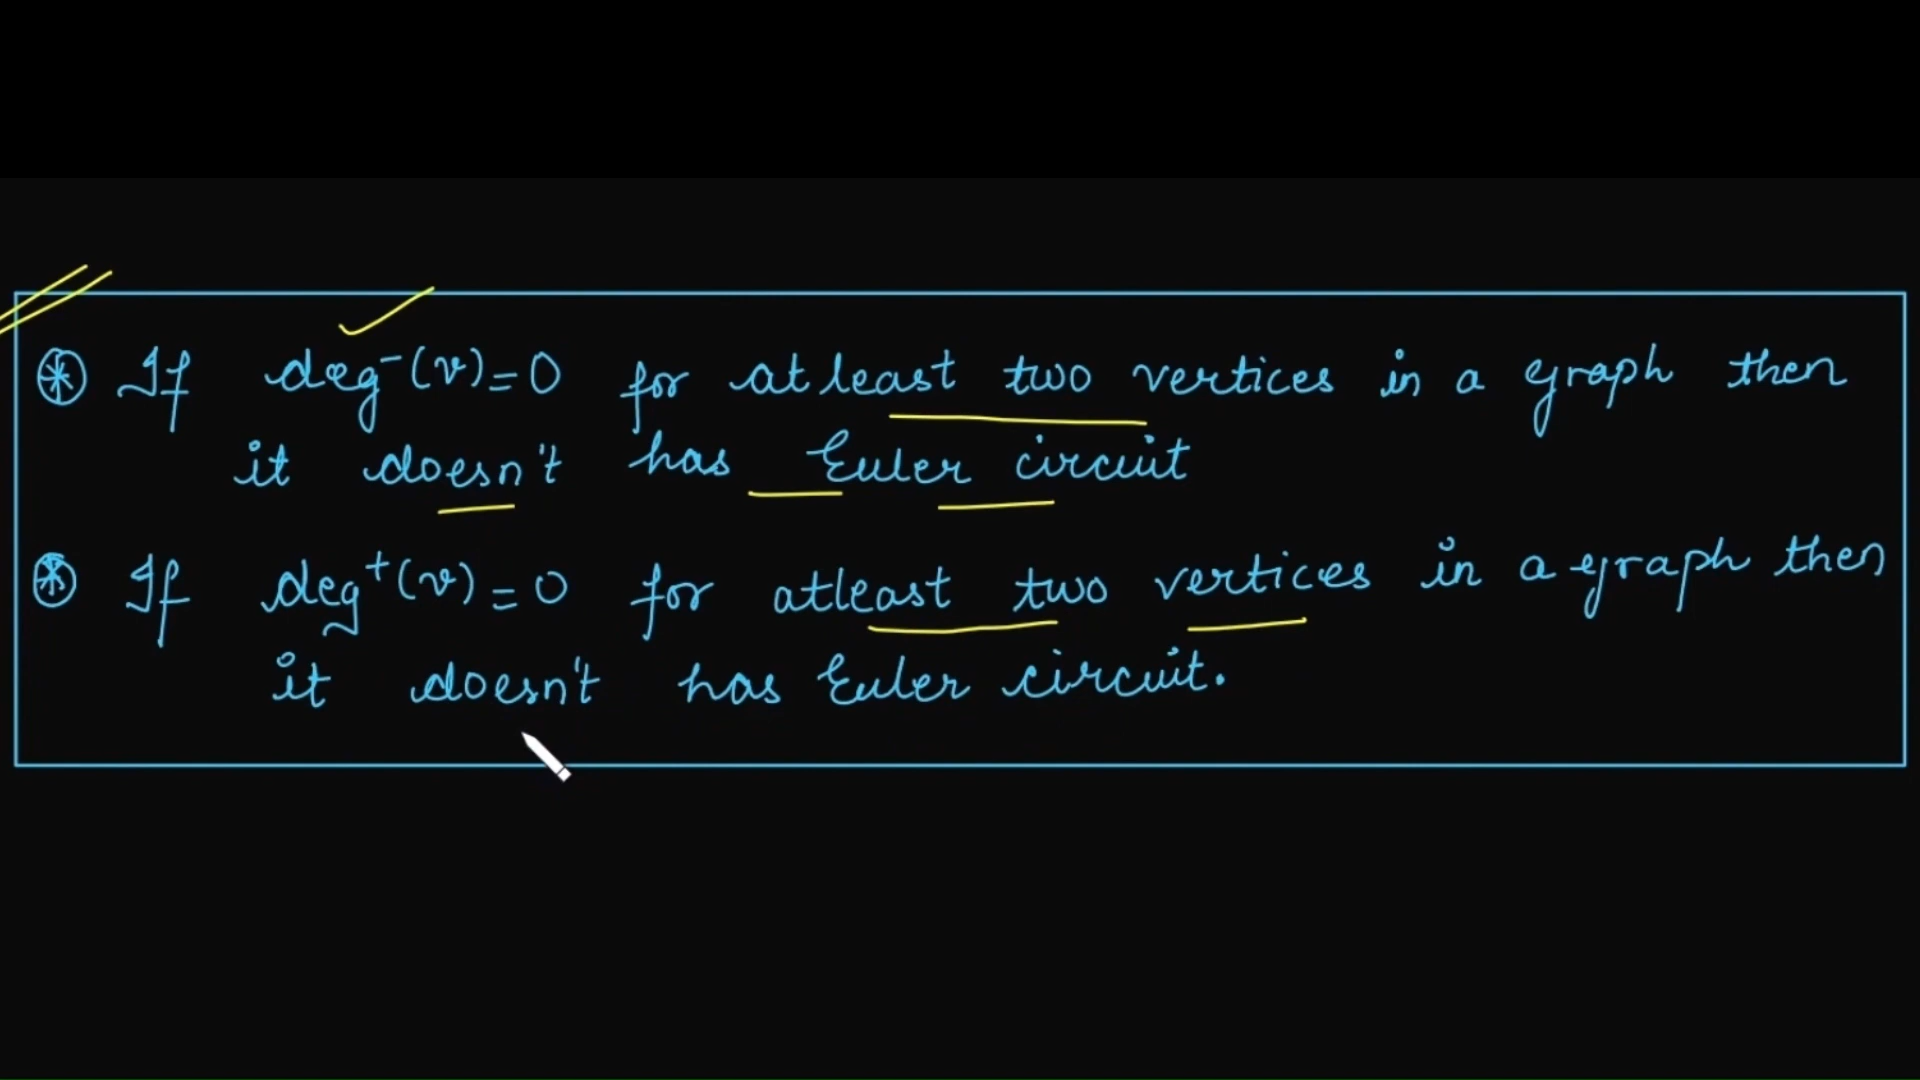 ⊛ If deg⁻(v)=0 for atleast two vertices in a graph then
it doesn't has Euler circuit
⊛ If deg⁺(v)=0 for atleast two vertices in a graph then
it doesn't has Euler circuit.